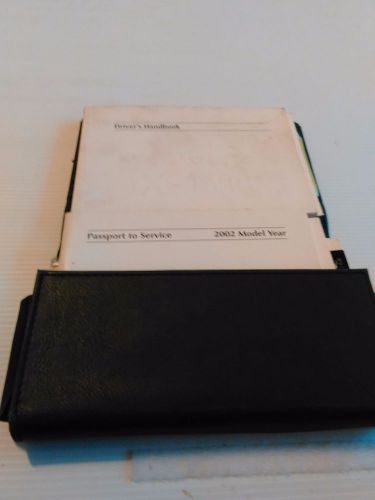 Driver's Handbook
Passport to Service 2002 Model Year